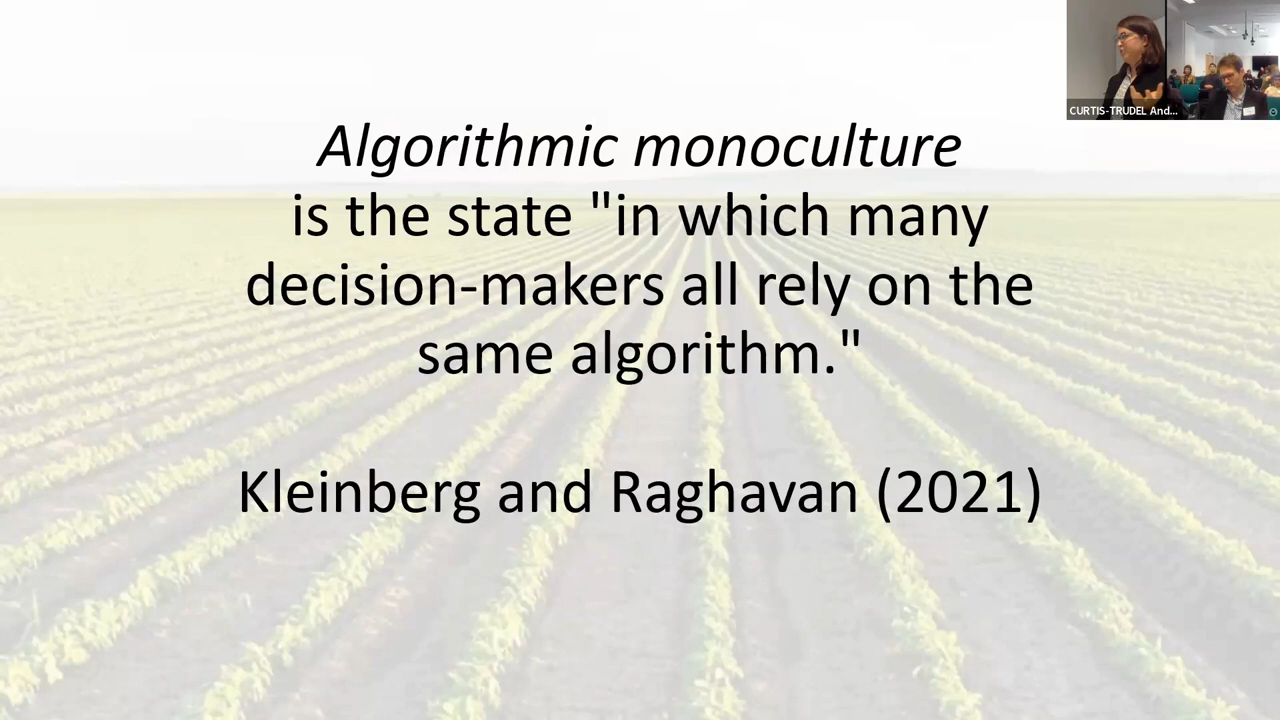 CURTIS-TRUDEL And...
Algorithmic monoculture
is the state "in which many
decision-makers all rely on the
same algorithm."
Kleinberg and Raghavan (2021)